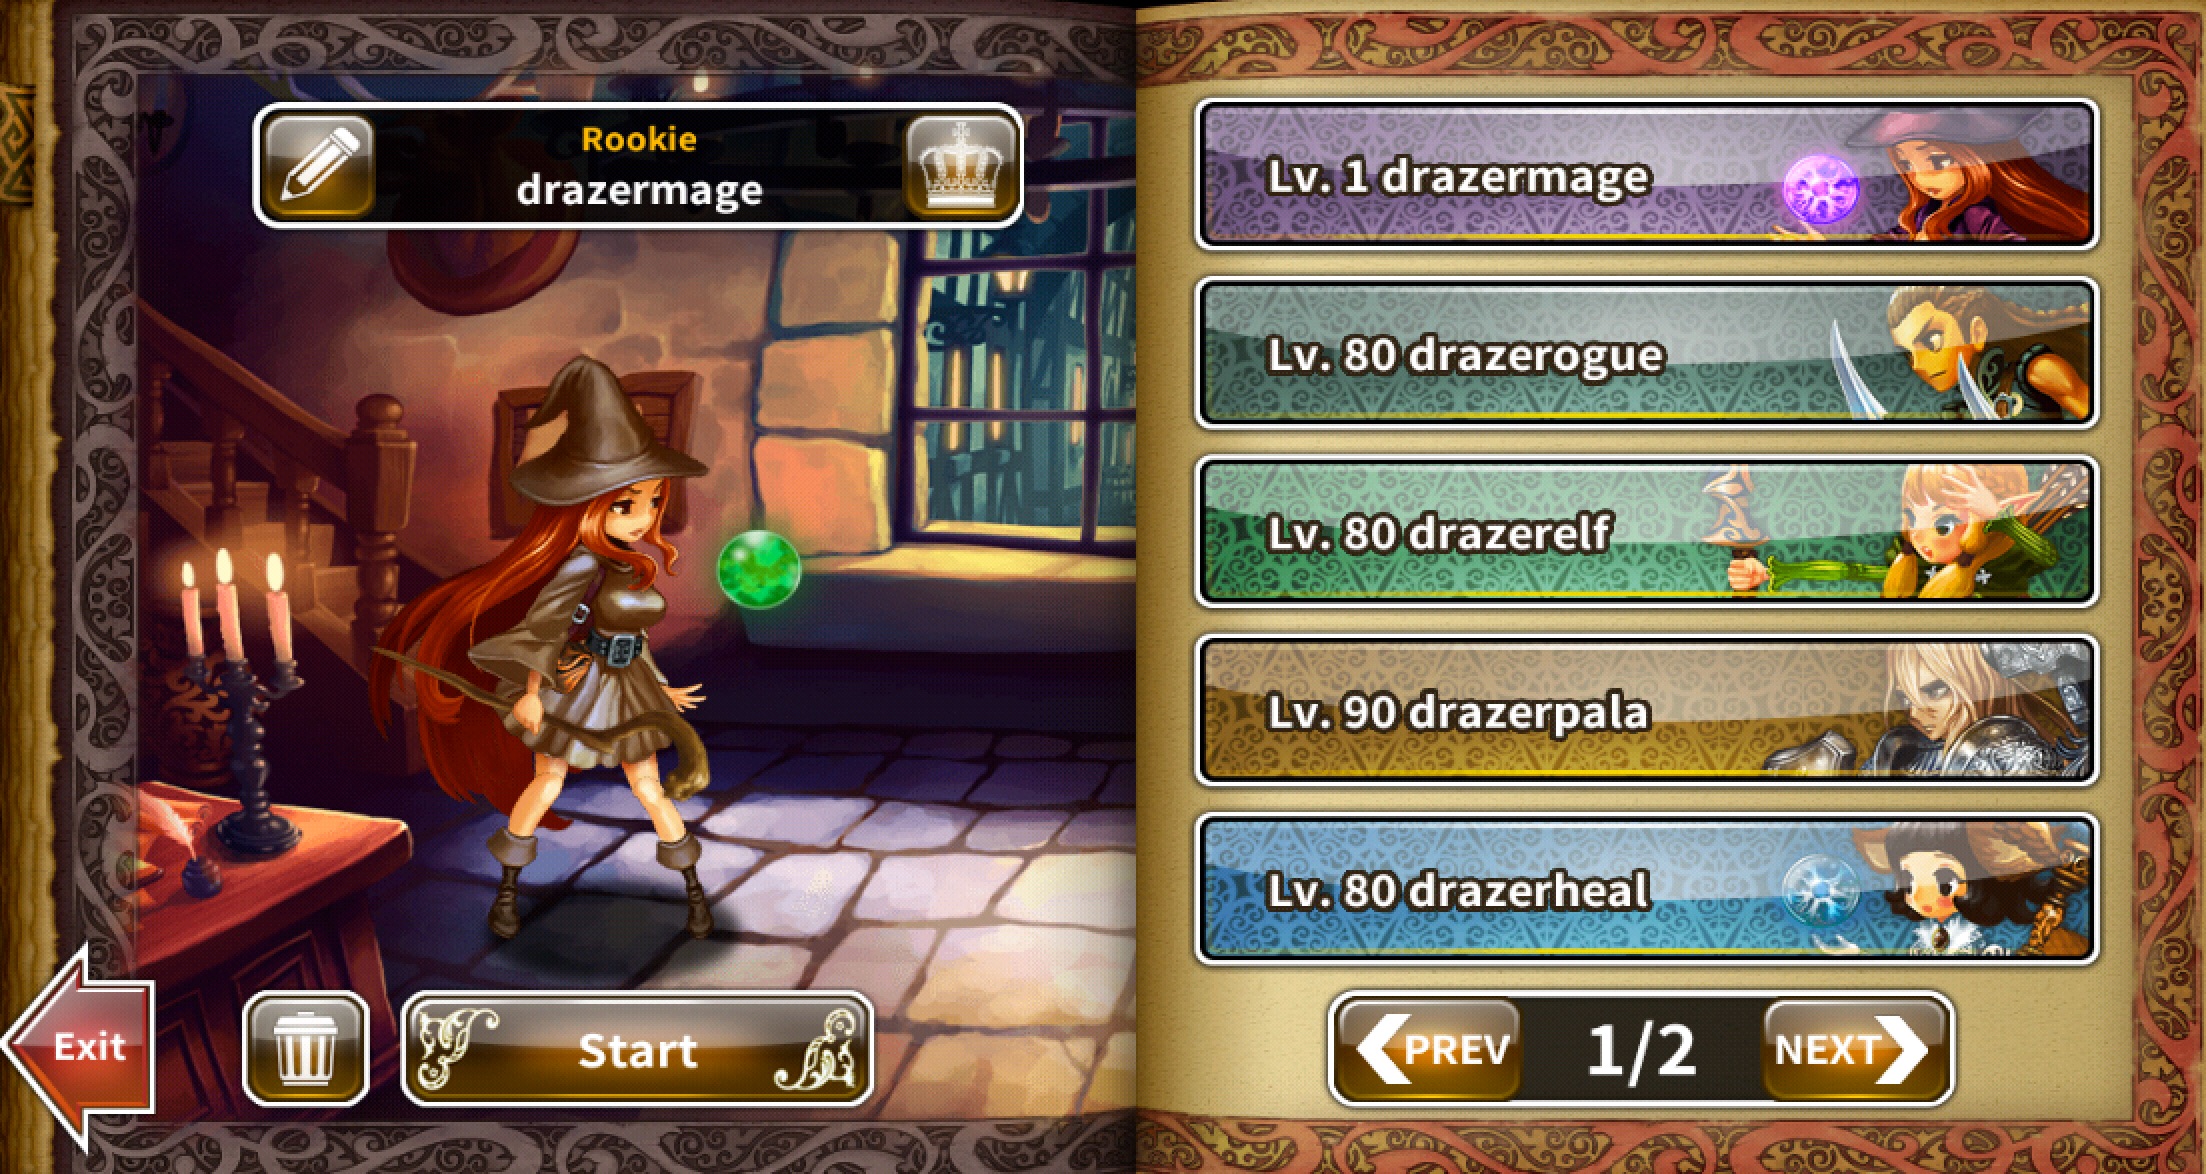 Rookie
drazermage
Exit
Start
Lv. 1 drazermage
Lv. 80 drazerogue
Lv. 80 drazerelf
Lv. 90 drazerpala
Lv. 80 drazerheal
PREV 1/2 NEXT